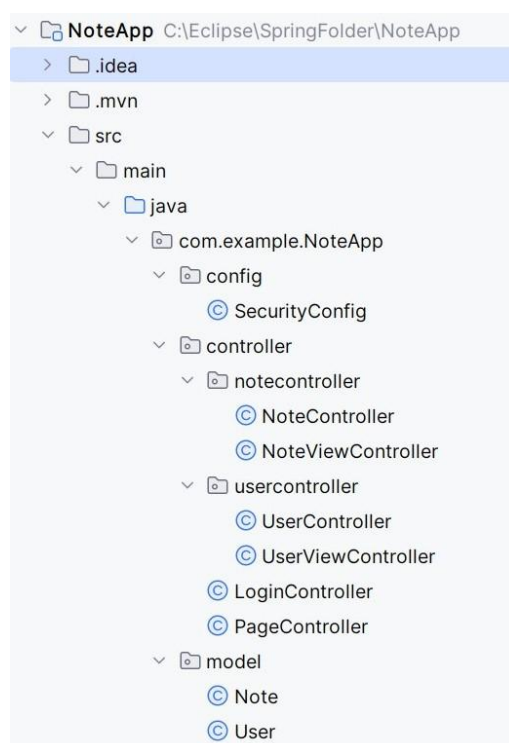 NoteApp C:\Eclipse\SpringFolder\NoteApp
.idea
.mvn
src
main
java
com.example.NoteApp
config
SecurityConfig
controller
notecontroller
NoteController
NoteViewController
usercontroller
UserController
UserViewController
LoginController
PageController
model
Note
User